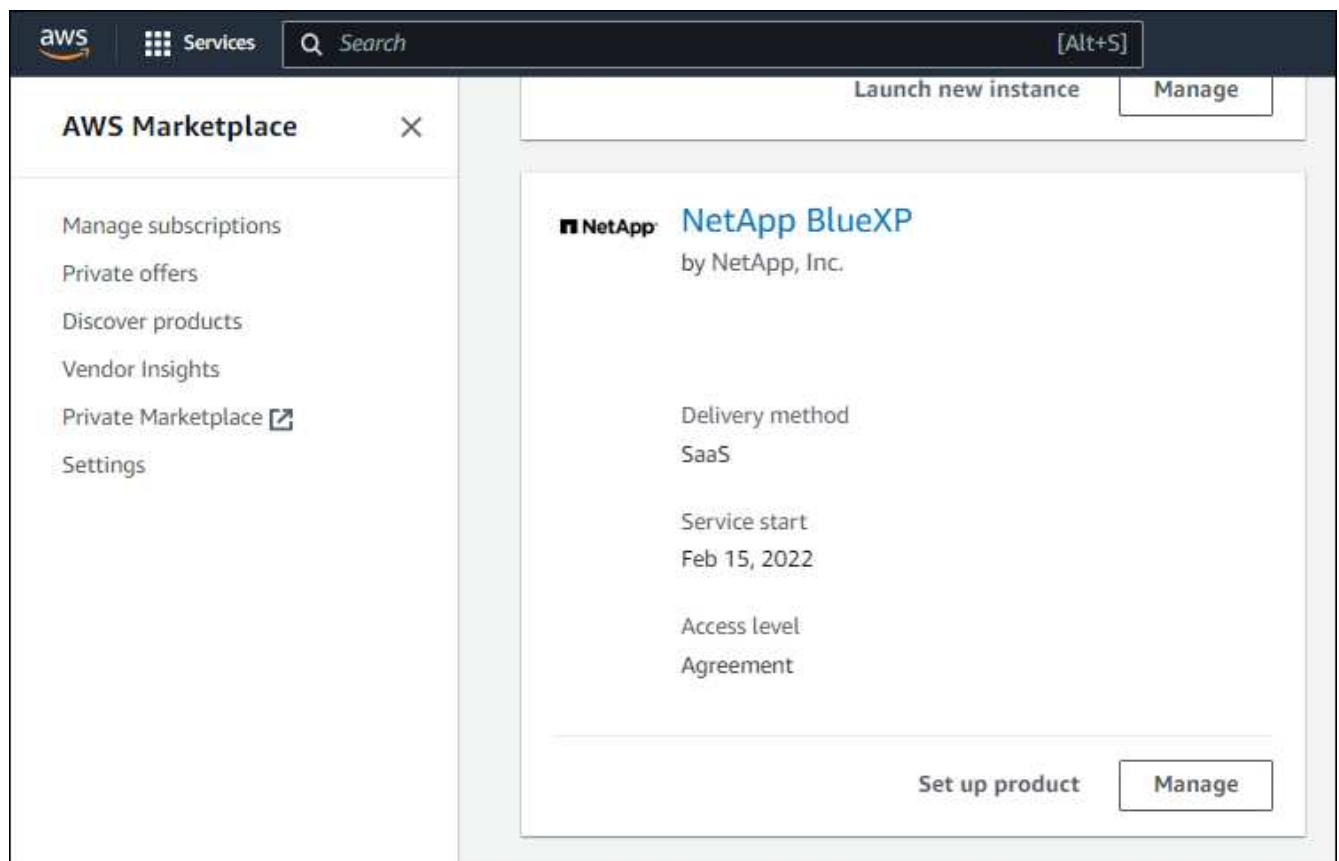 aws
Services
Search
[Alt+S]
AWS Marketplace
Manage subscriptions
Private offers
Discover products
Vendor Insights
Private Marketplace
Settings
Launch new instance
Manage
NetApp
NetApp BlueXP
by NetApp, Inc.
Delivery method
SaaS
Service start
Feb 15, 2022
Access level
Agreement
Set up product
Manage